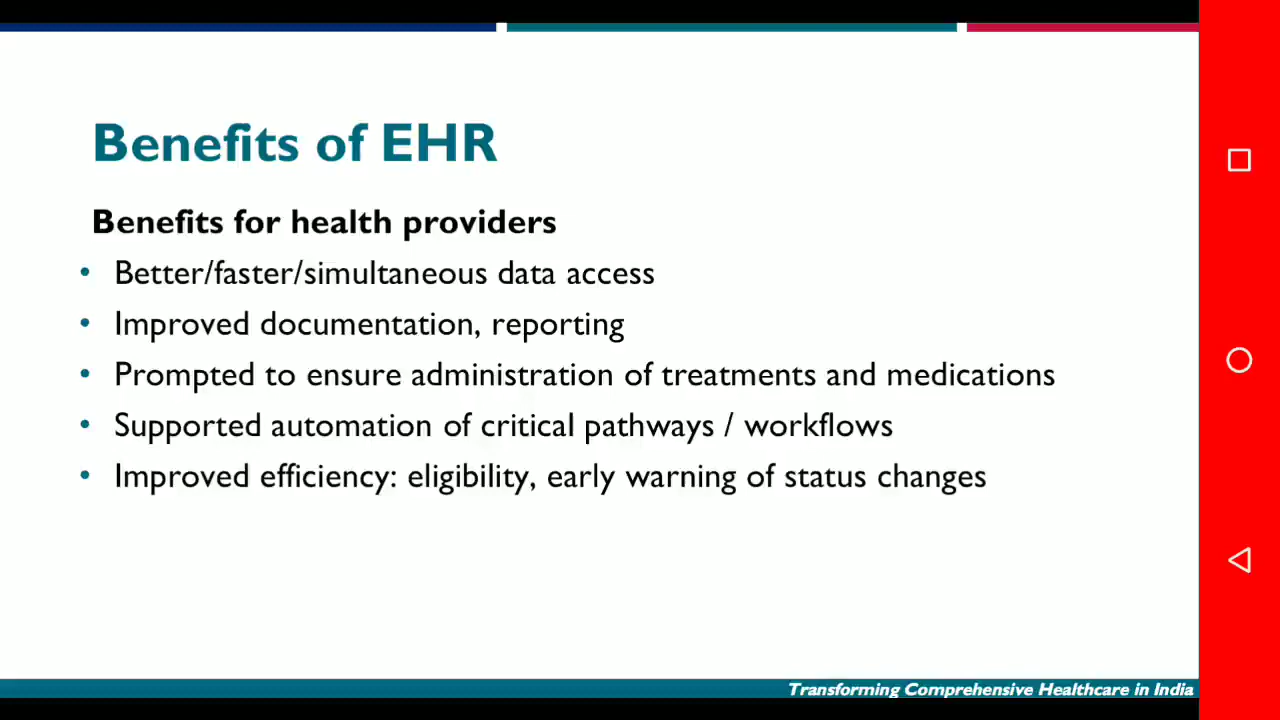 Benefits of EHR
Benefits for health providers
• Better/faster/simultaneous data access
• Improved documentation, reporting
• Prompted to ensure administration of treatments and medications
• Supported automation of critical pathways / workflows
• Improved efficiency: eligibility, early warning of status changes
Transforming Comprehensive Healthcare in India